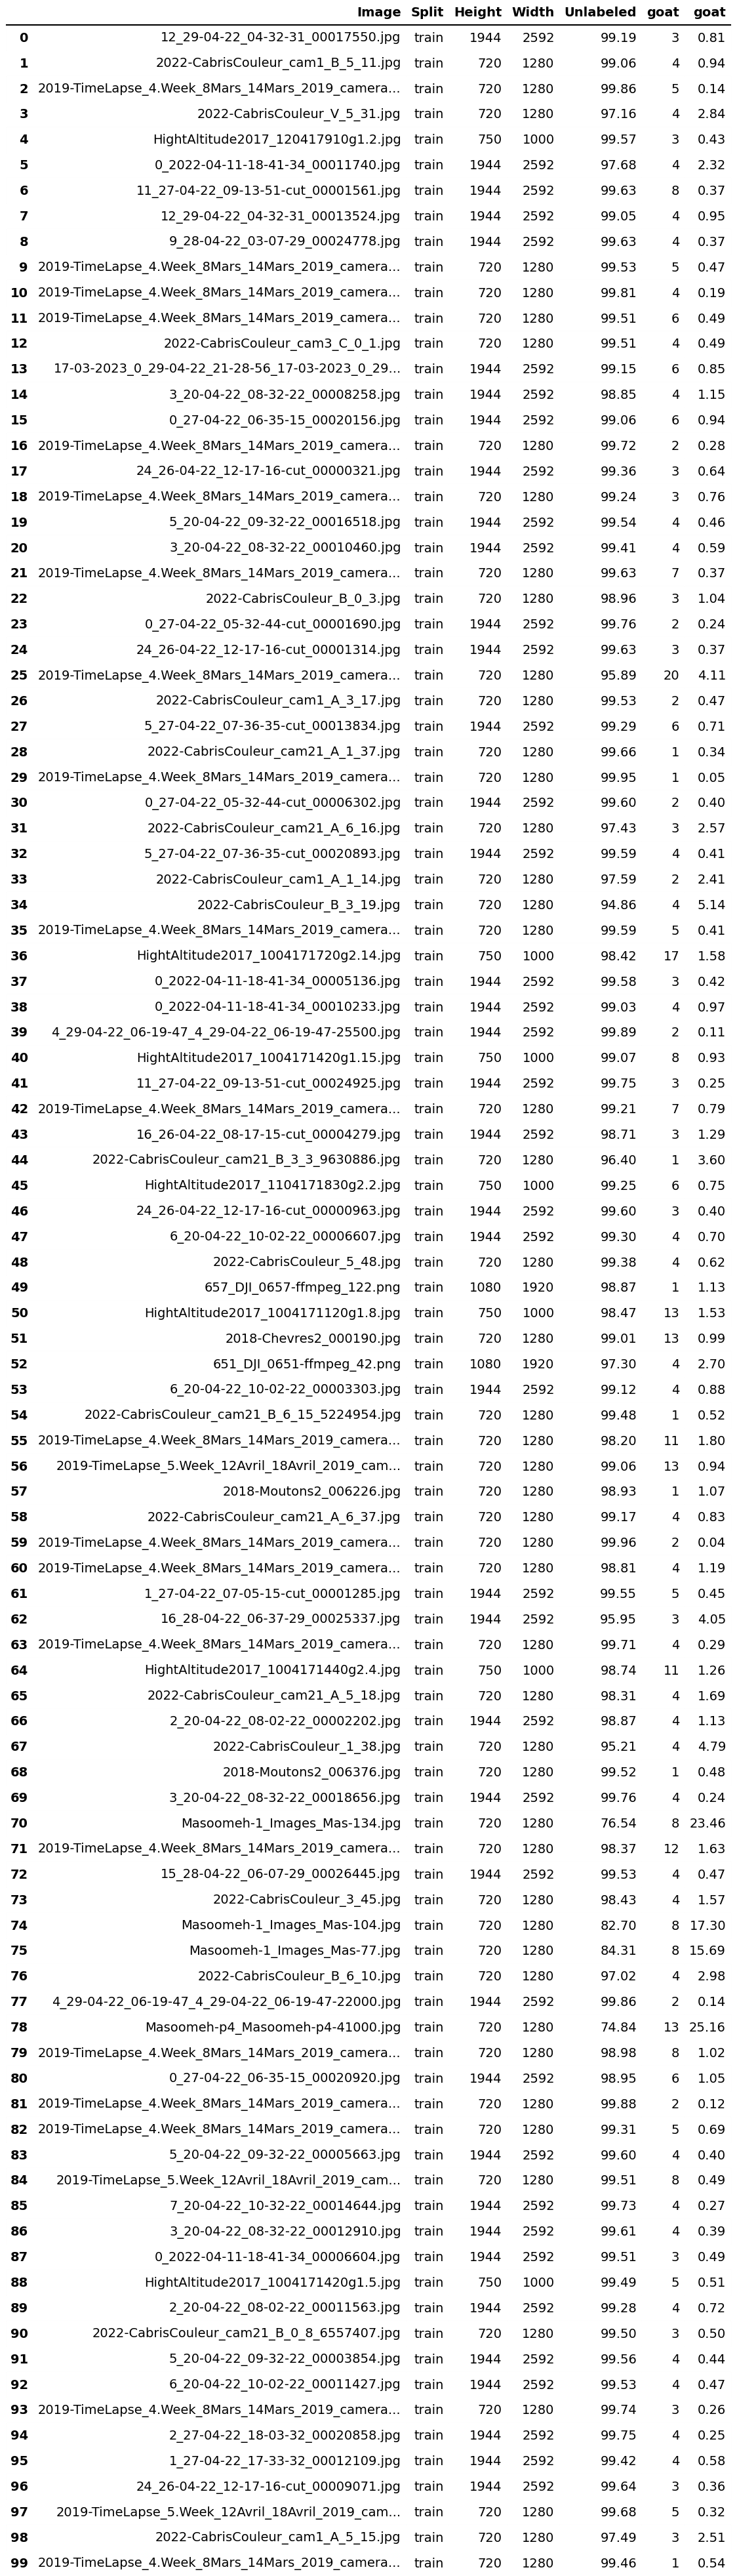 Image Split Height Width Unlabeled goat goat
0 12_29-04-22_04-32-31_00017550.jpg train 1944 2592 99.19 3 0.81
1 2022-CabrisCouleur_cam1_B_5_11.jpg train 720 1280 99.06 4 0.94
2 2019-TimeLapse_4.Week_8Mars_14Mars_2019_camera... train 720 1280 99.86 5 0.14
3 2022-CabrisCouleur_V_5_31.jpg train 720 1280 97.16 4 2.84
4 HightAltitude2017_120417910g1.2.jpg train 750 1000 99.57 3 0.43
5 0_2022-04-11-18-41-34_00011740.jpg train 1944 2592 97.68 4 2.32
6 11_27-04-22_09-13-51-cut_00001561.jpg train 1944 2592 99.63 8 0.37
7 12_29-04-22_04-32-31_00013524.jpg train 1944 2592 99.05 4 0.95
8 9_28-04-22_03-07-29_00024778.jpg train 1944 2592 99.63 4 0.37
9 2019-TimeLapse_4.Week_8Mars_14Mars_2019_camera... train 720 1280 99.53 5 0.47
10 2019-TimeLapse_4.Week_8Mars_14Mars_2019_camera... train 720 1280 99.81 4 0.19
11 2019-TimeLapse_4.Week_8Mars_14Mars_2019_camera... train 720 1280 99.51 6 0.49
12 2022-CabrisCouleur_cam3_C_0_1.jpg train 720 1280 99.51 4 0.49
13 17-03-2023_0_29-04-22_21-28-56_17-03-2023_0_29... train 1944 2592 99.15 6 0.85
14 3_20-04-22_08-32-22_00008258.jpg train 1944 2592 98.85 4 1.15
15 0_27-04-22_06-35-15_00020156.jpg train 1944 2592 99.06 6 0.94
16 2019-TimeLapse_4.Week_8Mars_14Mars_2019_camera... train 720 1280 99.72 2 0.28
17 24_26-04-22_12-17-16-cut_00000321.jpg train 1944 2592 99.36 3 0.64
18 2019-TimeLapse_4.Week_8Mars_14Mars_2019_camera... train 720 1280 99.24 3 0.76
19 5_20-04-22_09-32-22_00016518.jpg train 1944 2592 99.54 4 0.46
20 3_20-04-22_08-32-22_00010460.jpg train 1944 2592 99.41 4 0.59
21 2019-TimeLapse_4.Week_8Mars_14Mars_2019_camera... train 720 1280 99.63 7 0.37
22 2022-CabrisCouleur_B_0_3.jpg train 720 1280 98.96 3 1.04
23 0_27-04-22_05-32-44-cut_00001690.jpg train 1944 2592 99.76 2 0.24
24 24_26-04-22_12-17-16-cut_00001314.jpg train 1944 2592 99.63 3 0.37
25 2019-TimeLapse_4.Week_8Mars_14Mars_2019_camera... train 720 1280 95.89 20 4.11
26 2022-CabrisCouleur_cam1_A_3_17.jpg train 720 1280 99.53 2 0.47
27 5_27-04-22_07-36-35-cut_00013834.jpg train 1944 2592 99.29 6 0.71
28 2022-CabrisCouleur_cam21_A_1_37.jpg train 720 1280 99.66 1 0.34
29 2019-TimeLapse_4.Week_8Mars_14Mars_2019_camera... train 720 1280 99.95 1 0.05
30 0_27-04-22_05-32-44-cut_00006302.jpg train 1944 2592 99.60 2 0.40
31 2022-CabrisCouleur_cam21_A_6_16.jpg train 720 1280 97.43 3 2.57
32 5_27-04-22_07-36-35-cut_00020893.jpg train 1944 2592 99.59 4 0.41
33 2022-CabrisCouleur_cam1_A_1_14.jpg train 720 1280 97.59 2 2.41
34 2022-CabrisCouleur_B_3_19.jpg train 720 1280 94.86 4 5.14
35 2019-TimeLapse_4.Week_8Mars_14Mars_2019_camera... train 720 1280 99.59 5 0.41
36 HightAltitude2017_1004171720g2.14.jpg train 750 1000 98.42 17 1.58
37 0_2022-04-11-18-41-34_00005136.jpg train 1944 2592 99.58 3 0.42
38 0_2022-04-11-18-41-34_00010233.jpg train 1944 2592 99.03 4 0.97
39 4_29-04-22_06-19-47_4_29-04-22_06-19-47-25500.jpg train 1944 2592 99.89 2 0.11
40 HightAltitude2017_1004171420g1.15.jpg train 750 1000 99.07 8 0.93
41 11_27-04-22_09-13-51-cut_00024925.jpg train 1944 2592 99.75 3 0.25
42 2019-TimeLapse_4.Week_8Mars_14Mars_2019_camera... train 720 1280 99.21 7 0.79
43 16_26-04-22_08-17-15-cut_00004279.jpg train 1944 2592 98.71 3 1.29
44 2022-CabrisCouleur_cam21_B_3_3_9630886.jpg train 720 1280 96.40 1 3.60
45 HightAltitude2017_1104171830g2.2.jpg train 750 1000 99.25 6 0.75
46 24_26-04-22_12-17-16-cut_00000963.jpg train 1944 2592 99.60 3 0.40
47 6_20-04-22_10-02-22_00006607.jpg train 1944 2592 99.30 4 0.70
48 2022-CabrisCouleur_5_48.jpg train 720 1280 99.38 4 0.62
49 657_DJI_0657-ffmpeg_122.png train 1080 1920 98.87 1 1.13
50 HightAltitude2017_1004171120g1.8.jpg train 750 1000 98.47 13 1.53
51 2018-Chevres2_000190.jpg train 720 1280 99.01 13 0.99
52 651_DJI_0651-ffmpeg_42.png train 1080 1920 97.30 4 2.70
53 6_20-04-22_10-02-22_00003303.jpg train 1944 2592 99.12 4 0.88
54 2022-CabrisCouleur_cam21_B_6_15_5224954.jpg train 720 1280 99.48 1 0.52
55 2019-TimeLapse_4.Week_8Mars_14Mars_2019_camera... train 720 1280 98.20 11 1.80
56 2019-TimeLapse_5.Week_12Avril_18Avril_2019_cam... train 720 1280 99.06 13 0.94
57 2018-Moutons2_006226.jpg train 720 1280 98.93 1 1.07
58 2022-CabrisCouleur_cam21_A_6_37.jpg train 720 1280 99.17 4 0.83
59 2019-TimeLapse_4.Week_8Mars_14Mars_2019_camera... train 720 1280 99.96 2 0.04
60 2019-TimeLapse_4.Week_8Mars_14Mars_2019_camera... train 720 1280 98.81 4 1.19
61 1_27-04-22_07-05-15-cut_00001285.jpg train 1944 2592 99.55 5 0.45
62 16_28-04-22_06-37-29_00025337.jpg train 1944 2592 95.95 3 4.05
63 2019-TimeLapse_4.Week_8Mars_14Mars_2019_camera... train 720 1280 99.71 4 0.29
64 HightAltitude2017_1004171440g2.4.jpg train 750 1000 98.74 11 1.26
65 2022-CabrisCouleur_cam21_A_5_18.jpg train 720 1280 98.31 4 1.69
66 2_20-04-22_08-02-22_00002202.jpg train 1944 2592 98.87 4 1.13
67 2022-CabrisCouleur_1_38.jpg train 720 1280 95.21 4 4.79
68 2018-Moutons2_006376.jpg train 720 1280 99.52 1 0.48
69 3_20-04-22_08-32-22_00018656.jpg train 1944 2592 99.76 4 0.24
70 Masoomeh-1_Images_Mas-134.jpg train 720 1280 76.54 8 23.46
71 2019-TimeLapse_4.Week_8Mars_14Mars_2019_camera... train 720 1280 98.37 12 1.63
72 15_28-04-22_06-07-29_00026445.jpg train 1944 2592 99.53 4 0.47
73 2022-CabrisCouleur_3_45.jpg train 720 1280 98.43 4 1.57
74 Masoomeh-1_Images_Mas-104.jpg train 720 1280 82.70 8 17.30
75 Masoomeh-1_Images_Mas-77.jpg train 720 1280 84.31 8 15.69
76 2022-CabrisCouleur_B_6_10.jpg train 720 1280 97.02 4 2.98
77 4_29-04-22_06-19-47_4_29-04-22_06-19-47-22000.jpg train 1944 2592 99.86 2 0.14
78 Masoomeh-p4_Masoomeh-p4-41000.jpg train 720 1280 74.84 13 25.16
79 2019-TimeLapse_4.Week_8Mars_14Mars_2019_camera... train 720 1280 98.98 8 1.02
80 0_27-04-22_06-35-15_00020920.jpg train 1944 2592 98.95 6 1.05
81 2019-TimeLapse_4.Week_8Mars_14Mars_2019_camera... train 720 1280 99.88 2 0.12
82 2019-TimeLapse_4.Week_8Mars_14Mars_2019_camera... train 720 1280 99.31 5 0.69
83 5_20-04-22_09-32-22_00005663.jpg train 1944 2592 99.60 4 0.40
84 2019-TimeLapse_5.Week_12Avril_18Avril_2019_cam... train 720 1280 99.51 8 0.49
85 7_20-04-22_10-32-22_00014644.jpg train 1944 2592 99.73 4 0.27
86 3_20-04-22_08-32-22_00012910.jpg train 1944 2592 99.61 4 0.39
87 0_2022-04-11-18-41-34_00006604.jpg train 1944 2592 99.51 3 0.49
88 HightAltitude2017_1004171420g1.5.jpg train 750 1000 99.49 5 0.51
89 2_20-04-22_08-02-22_00011563.jpg train 1944 2592 99.28 4 0.72
90 2022-CabrisCouleur_cam21_B_0_8_6557407.jpg train 720 1280 99.50 3 0.50
91 5_20-04-22_09-32-22_00003854.jpg train 1944 2592 99.56 4 0.44
92 6_20-04-22_10-02-22_00011427.jpg train 1944 2592 99.53 4 0.47
93 2019-TimeLapse_4.Week_8Mars_14Mars_2019_camera... train 720 1280 99.74 3 0.26
94 2_27-04-22_18-03-32_00020858.jpg train 1944 2592 99.75 4 0.25
95 1_27-04-22_17-33-32_00012109.jpg train 1944 2592 99.42 4 0.58
96 24_26-04-22_12-17-16-cut_00009071.jpg train 1944 2592 99.64 3 0.36
97 2019-TimeLapse_5.Week_12Avril_18Avril_2019_cam... train 720 1280 99.68 5 0.32
98 2022-CabrisCouleur_cam1_A_5_15.jpg train 720 1280 97.49 3 2.51
99 2019-TimeLapse_4.Week_8Mars_14Mars_2019_camera... train 720 1280 99.46 1 0.54